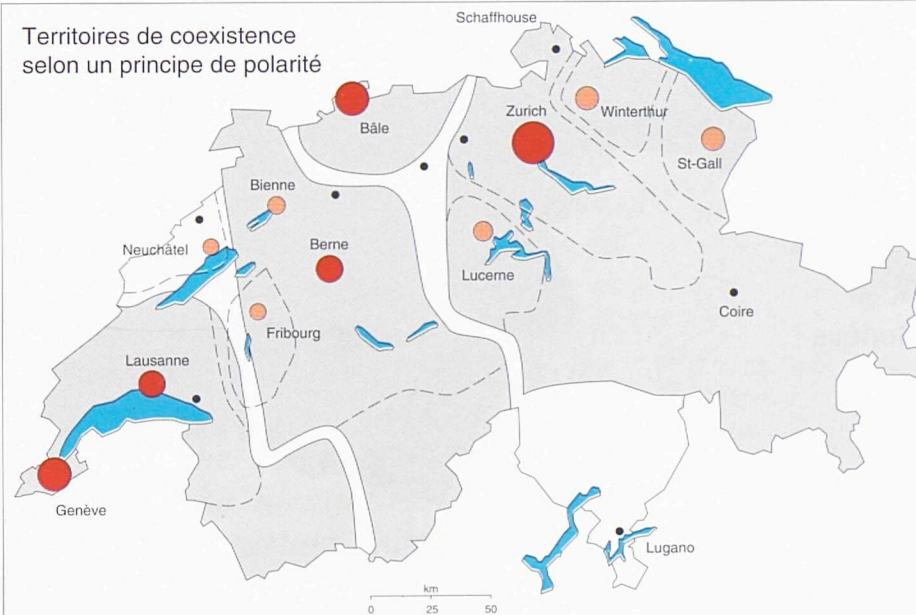 Territoires de coexistence
selon un principe de polarité
Schaffhouse
Bâle
Zurich
Winterthur
St-Gall
Bienne
Neuchâtel
Berne
Lucerne
Fribourg
Coire
Lausanne
Genève
Lugano
km
0 25 50